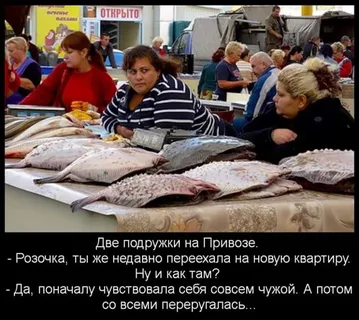 ОТКРЫТО
Две подружки на Привозе.
- Розочка, ты же недавно переехала на новую квартиру.
Ну и как там?
- Да, поначалу чувствовала себя совсем чужой. А потом
со всеми переругалась...